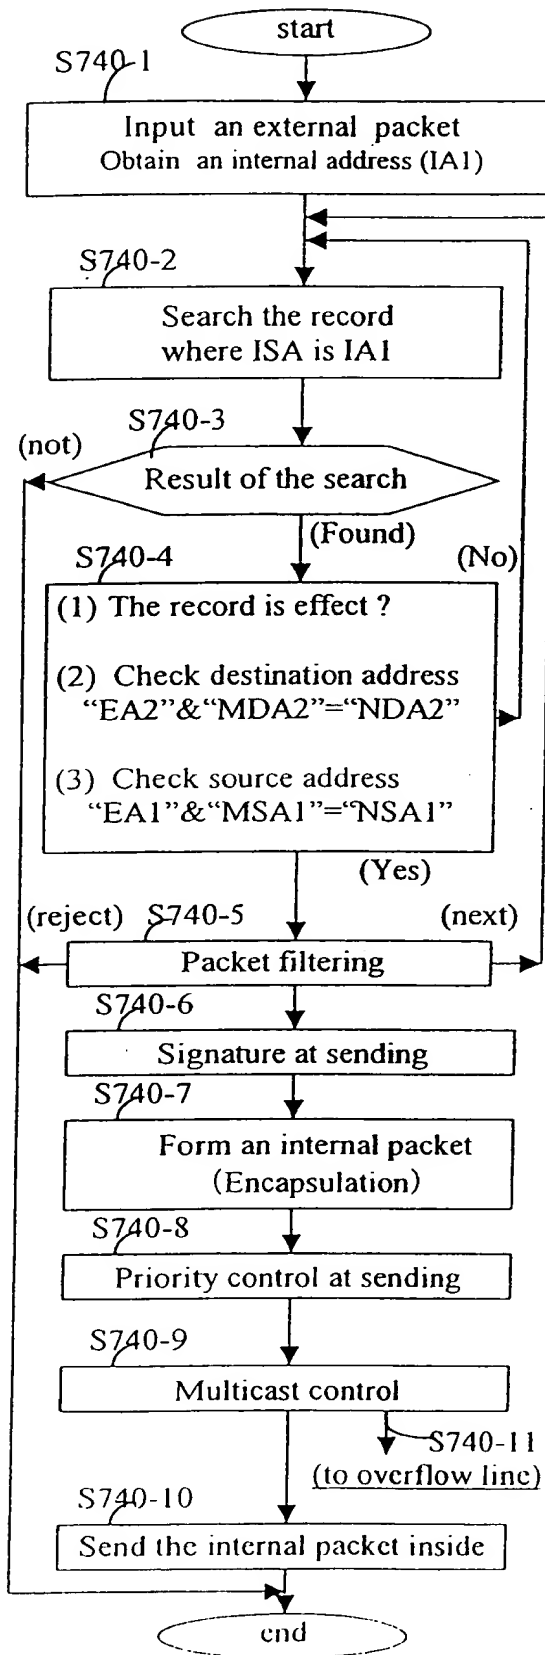 start
S740-1
Input an external packet
Obtain an internal address (IA1)
S740-2
Search the record
where ISA is IA1
S740-3
(not)
Result of the search
(Found)
S740-4
(No)
(1) The record is effect ?
(2) Check destination address
“EA2”&“MDA2”=“NDA2”
(3) Check source address
“EA1”&“MSA1”=“NSA1”
(Yes)
(reject)
S740-5
(next)
Packet filtering
S740-6
Signature at sending
S740-7
Form an internal packet
(Encapsulation)
S740-8
Priority control at sending
S740-9
Multicast control
S740-11
(to overflow line)
S740-10
Send the internal packet inside
end